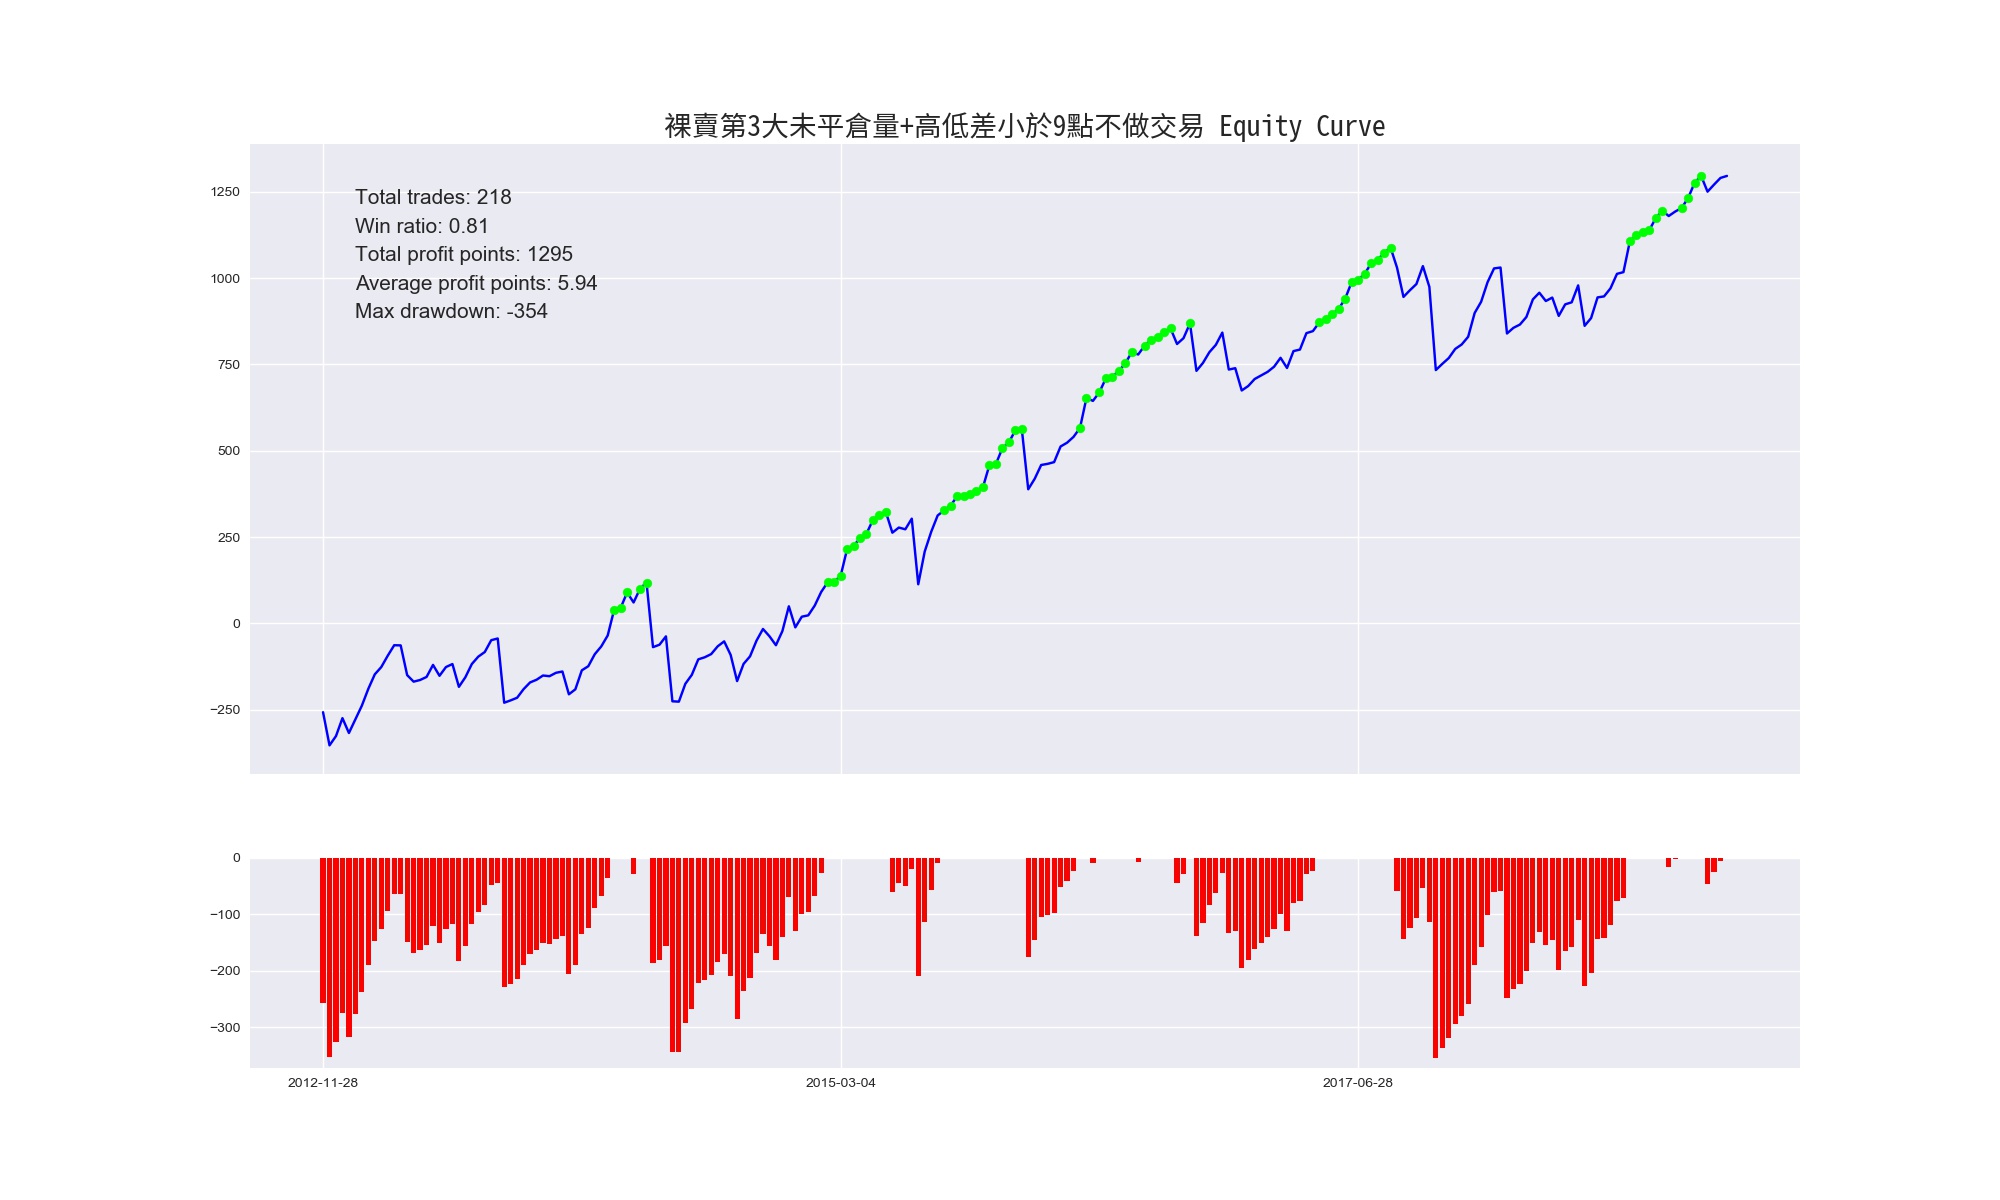 裸賣第3大未平倉量+高低差小於9點不做交易 Equity Curve
Total trades: 218
Win ratio: 0.81
Total profit points: 1295
Average profit points: 5.94
Max drawdown: -354
1250
1000
750
500
250
0
−250
0
−100
−200
−300
2012-11-28
2015-03-04
2017-06-28